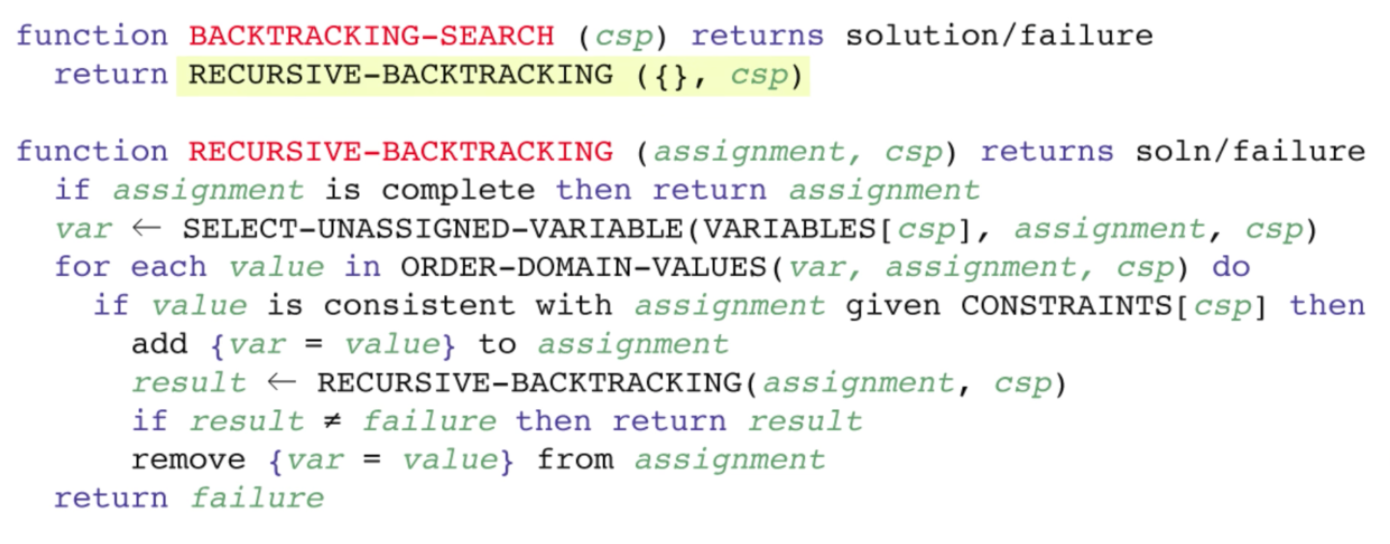 function BACKTRACKING-SEARCH (csp) returns solution/failure
return RECURSIVE-BACKTRACKING ({}, csp)
function RECURSIVE-BACKTRACKING (assignment, csp) returns soln/failure
if assignment is complete then return assignment
var ← SELECT-UNASSIGNED-VARIABLE(VARIABLES[csp], assignment, csp)
for each value in ORDER-DOMAIN-VALUES(var, assignment, csp) do
if value is consistent with assignment given CONSTRAINTS[csp] then
add {var = value} to assignment
result ← RECURSIVE-BACKTRACKING(assignment, csp)
if result ≠ failure then return result
remove {var = value} from assignment
return failure